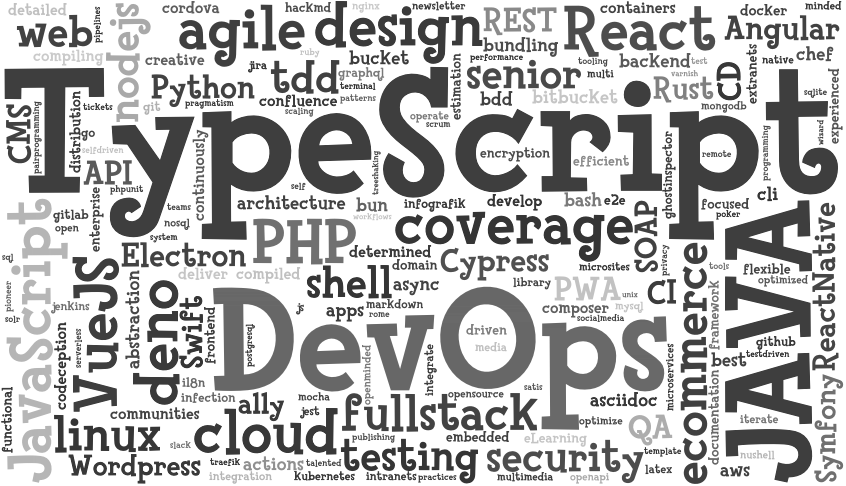 detailed
cordova
hackmd
nginx
newsletter
containers
docker
minded
web
pipelines
nodejs
agile
design
REST
React
Angular
compiling
creative
ruby
bucket
bundling
performance
tooling
backend
test
extranets
native
chef
Python
jira
tdd
graphql
terminal
estimation
senior
multi
varnish
Rust
CD
sqlite
experienced
CMS
pairprogramming
tickets
distribution
git
pragmatism
confluence
patterns
scaling
bdd
bitbucket
mongodb
TypeScript
go
operate
scrum
selfdriven
continuously
treeshaking
encryption
efficient
ghostinspector
remote
programming
wizard
API
phpunit
self
architecture
bun
workflows
infografik
develop
bash
e2e
focused
poker
cli
JavaScript
gitlab
open
enterprise
teams
nosql
system
PHP
coverage
SOAP
privacy
JAVA
ReactNative
sql
Electron
determined
domain
Cypress
microsites
tools
flexible
optimized
pioneer
solr
VueJS
deliver
compiled
shell
async
library
PWA
unix
CI
ecommerce
framework
jenkins
abstraction
deno
Swift
js
apps
markdown
rome
composer
socialmedia
mysql
github
codeception
serverless
frontend
postgresql
DevOps
driven
media
microservices
best
testdriven
i18n
infection
openminded
integrate
satis
functional
communities
ally
mocha
jest
opensource
asciidoc
documentation
Symfony
linux
slack
cloud
fullstack
optimize
QA
iterate
publishing
embedded
eLearning
template
nushell
Wordpress
traefik
actions
talented
testing
security
latex
aws
integration
Kubernetes
intranets
practices
multimedia
openapi